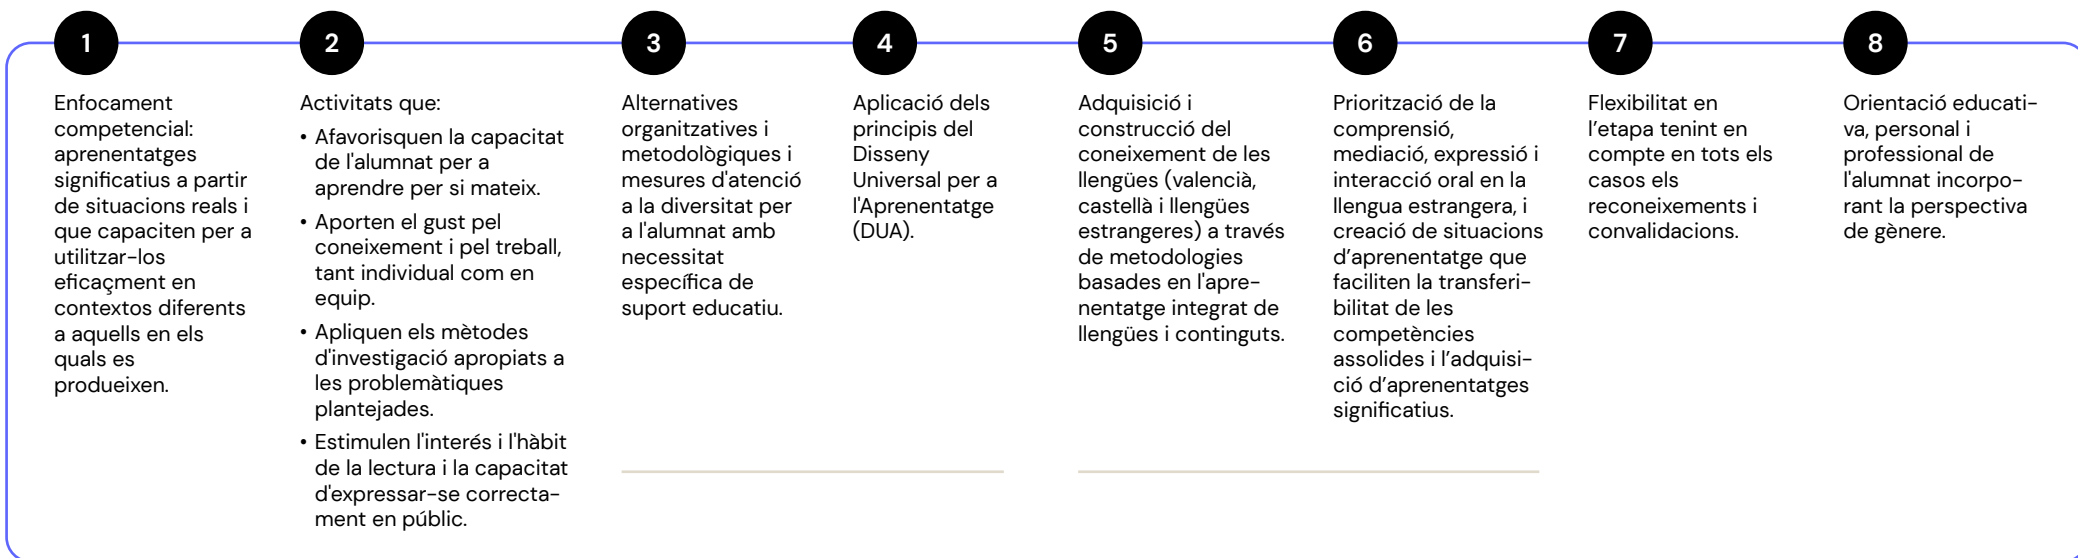 1
Enfocament
competencial:
aprenentatges
significatius a partir
de situacions reals i
que capaciten per a
utilitzar-los
eficaçment en
contextos diferents
a aquells en els
quals es
produeixen.
2
Activitats que:
• Afavorisquen la capacitat
de l'alumnat per a
aprendre per si mateix.
• Aporten el gust pel
coneixement i pel treball,
tant individual com en
equip.
• Apliquen els mètodes
d'investigació apropiats a
les problemàtiques
plantejades.
• Estimulen l'interés i l'hàbit
de la lectura i la capacitat
d'expressar-se correcta-
ment en públic.
3
Alternatives
organitzatives i
metodològiques i
mesures d'atenció
a la diversitat per
a l'alumnat amb
necessitat
específica de
suport educatiu.
4
Aplicació dels
principis del
Disseny
Universal per a
l'Aprenentatge
(DUA).
5
Adquisició i
construcció del
coneixement de les
llengües (valencià,
castellà i llengües
estrangeres) a través
de metodologies
basades en l'apre-
nentatge integrat de
llengües i continguts.
6
Priorització de la
comprensió,
mediació, expressió i
interacció oral en la
llengua estrangera, i
creació de situacions
d’aprenentatge que
faciliten la transferi-
bilitat de les
competències
assolides i l’adquisi-
ció d’aprenentatges
significatius.
7
Flexibilitat en
l’etapa tenint en
compte en tots els
casos els
reconeixements i
convalidacions.
8
Orientació educati-
va, personal i
professional de
l'alumnat incorpo-
rant la perspectiva
de gènere.